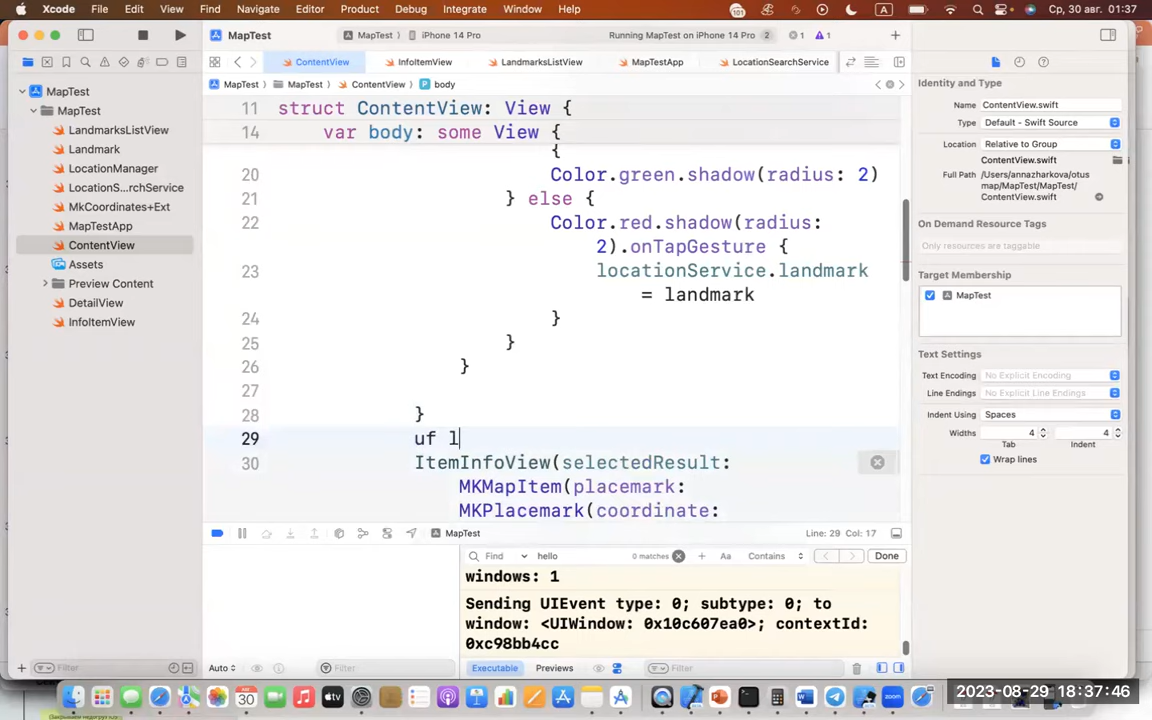 Xcode File Edit View Find Navigate Editor Product Debug Integrate Window Help
101 A Ср, 30 авг. 01:37
MapTest MapTest iPhone 14 Pro Running MapTest on iPhone 14 Pro 2 1 1
ContentView InfoItemView LandmarksListView MapTestApp LocationSearchService
MapTest MapTest ContentView body
MapTest
MapTest
LandmarksListView
Landmark
LocationManager
LocationS...rchService
MkCoordinates+Ext
MapTestApp
ContentView
Assets
Preview Content
DetailView
InfoItemView
Filter
11 struct ContentView: View {
14 var body: some View {
{
20 Color.green.shadow(radius: 2)
21 } else {
22 Color.red.shadow(radius:
2).onTapGesture {
23 locationService.landmark
= landmark
24 }
25 }
26 }
27
28 }
29 uf l
30 ItemInfoView(selectedResult:
MKMapItem(placemark:
MKPlacemark(coordinate:
MapTest Line: 29 Col: 17
Find hello 0 matches Aa Contains Done
windows: 1
Sending UIEvent type: 0; subtype: 0; to
window: <UIWindow: 0x10c607ea0>; contextId:
0xc98bb4cc
Auto Filter Executable Previews Filter
Identity and Type
Name ContentView.swift
Type Default - Swift Source
Location Relative to Group
ContentView.swift
Full Path /Users/annazharkova/otus
map/MapTest/MapTest/
ContentView.swift
On Demand Resource Tags
Only resources are taggable
Target Membership
MapTest
Text Settings
Text Encoding No Explicit Encoding
Line Endings No Explicit Line Endings
Indent Using Spaces
Widths 4 4
Tab Indent
Wrap lines
AUG
30
tv
zoom
2023-08-29 18:37:46